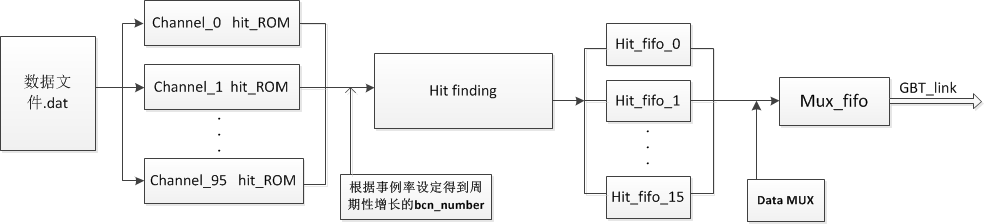 数据文
件.dat
Channel_0 hit_ROM
Channel_1 hit_ROM
Channel_95 hit_ROM
根据事例率设定得到周
期性增长的bcn_number
Hit finding
Hit_fifo_0
Hit_fifo_1
Hit_fifo_15
Data MUX
Mux_fifo
GBT_link